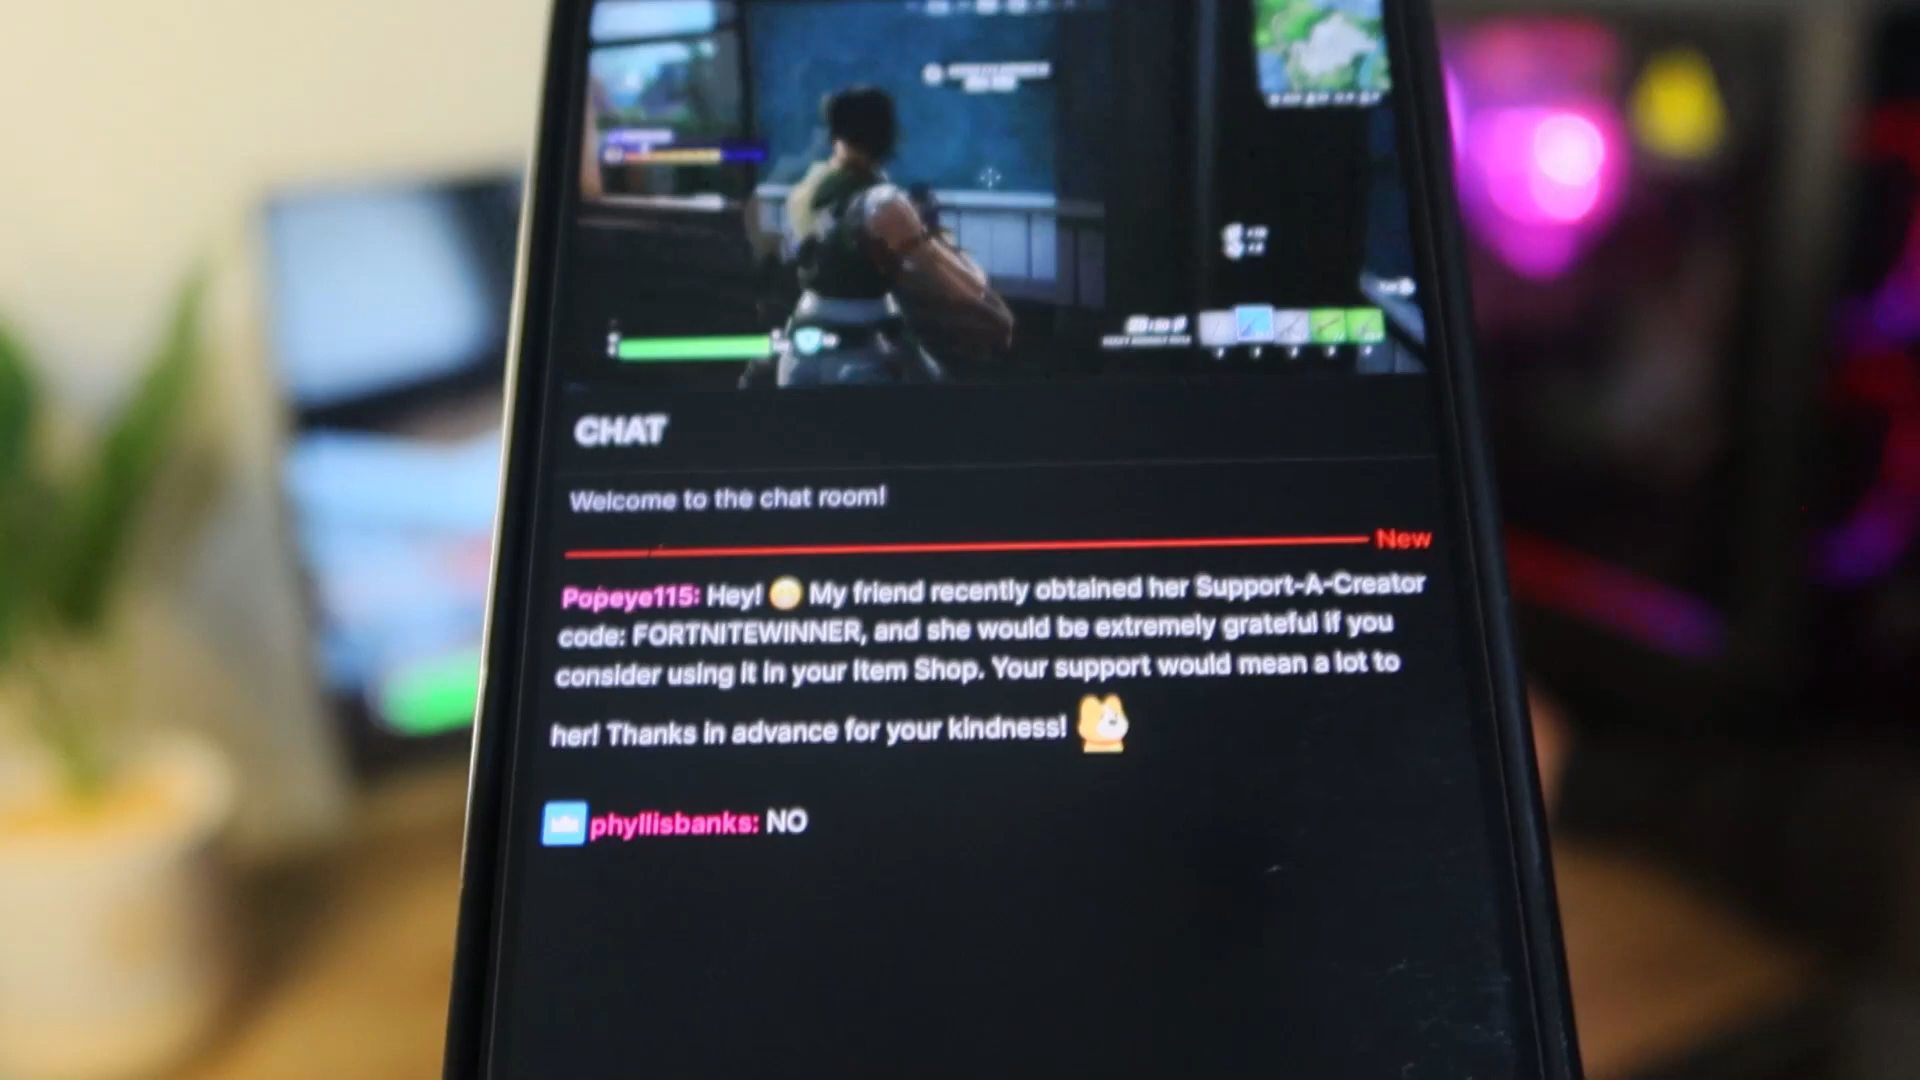 CHAT
Welcome to the chat room!
New
Popeye115: Hey! My friend recently obtained her Support-A-Creator
code: FORTNITEWINNER, and she would be extremely grateful if you
consider using it in your Item Shop. Your support would mean a lot to
her! Thanks in advance for your kindness!
phyllisbanks: NO